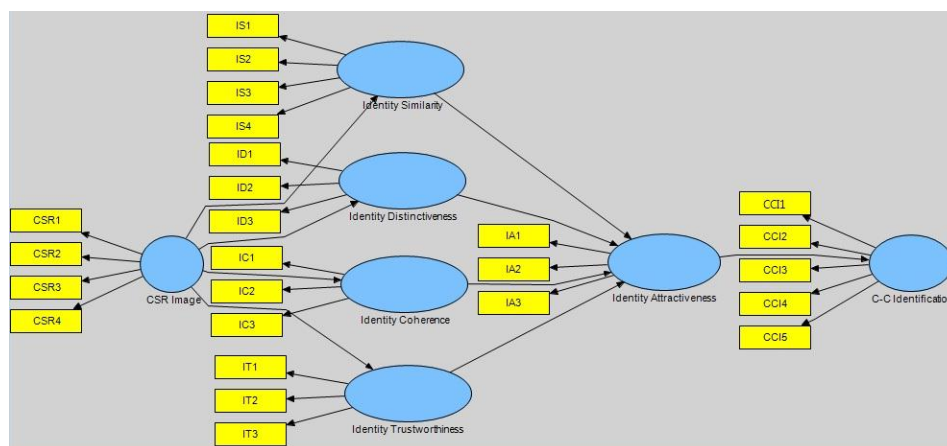 IS1
IS2
IS3
IS4
Identity Similarity
ID1
ID2
ID3
Identity Distinctiveness
CSR1
CSR2
CSR3
CSR4
CSR Image
IC1
IC2
IC3
Identity Coherence
IT1
IT2
IT3
Identity Trustworthiness
IA1
IA2
IA3
Identity Attractiveness
CCI1
CCI2
CCI3
CCI4
CCI5
C-C Identificatio